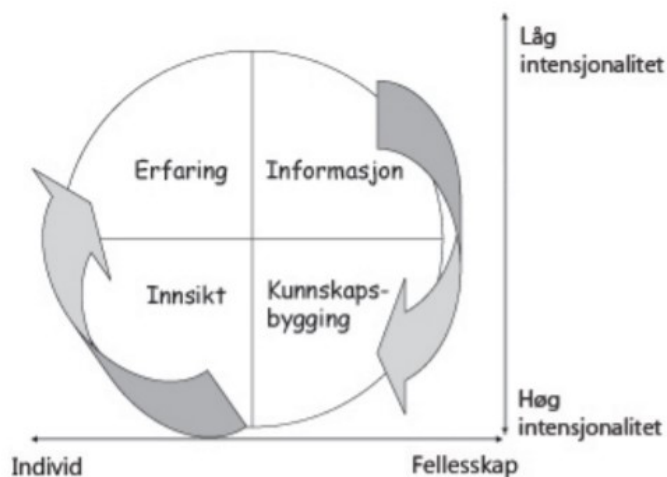 Låg
intensjonalitet
Erfaring
Informasjon
Innsikt
Kunnskaps-
bygging
Høg
intensjonalitet
Individ
Fellesskap